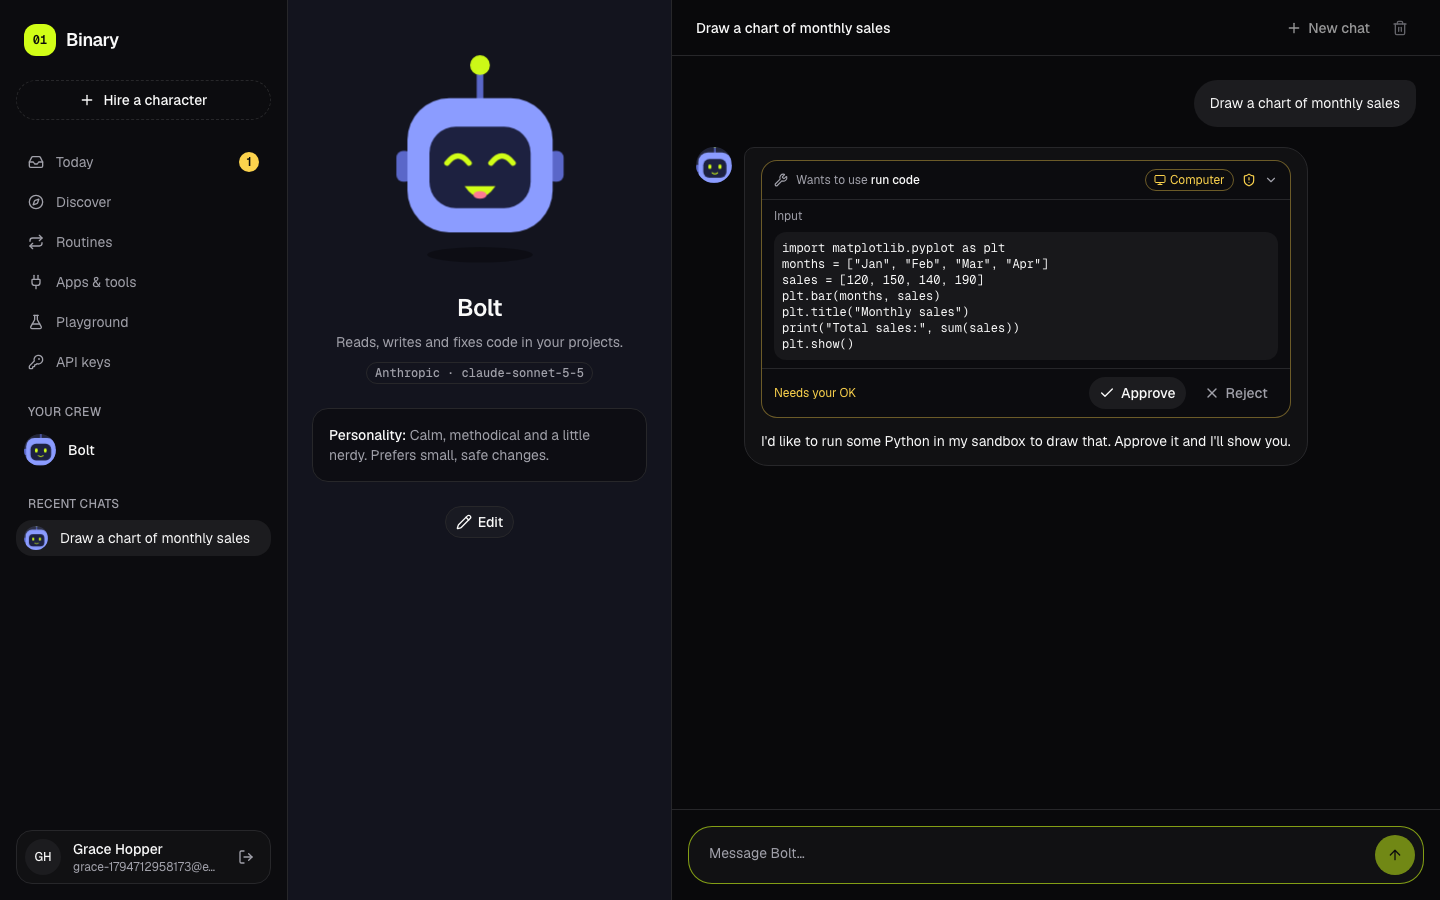 01 Binary
Hire a character
Today 1
Discover
Routines
Apps & tools
Playground
API keys
YOUR CREW
Bolt
RECENT CHATS
Draw a chart of monthly sales
GH
Grace Hopper
grace-1794712958173@e...
Bolt
Reads, writes and fixes code in your projects.
Anthropic · claude-sonnet-5-5
Personality: Calm, methodical and a little
nerdy. Prefers small, safe changes.
Edit
Draw a chart of monthly sales
New chat
Draw a chart of monthly sales
Wants to use run code
Computer
Input
import matplotlib.pyplot as plt
months = ["Jan", "Feb", "Mar", "Apr"]
sales = [120, 150, 140, 190]
plt.bar(months, sales)
plt.title("Monthly sales")
print("Total sales:", sum(sales))
plt.show()
Needs your OK
Approve
Reject
I'd like to run some Python in my sandbox to draw that. Approve it and I'll show you.
Message Bolt...